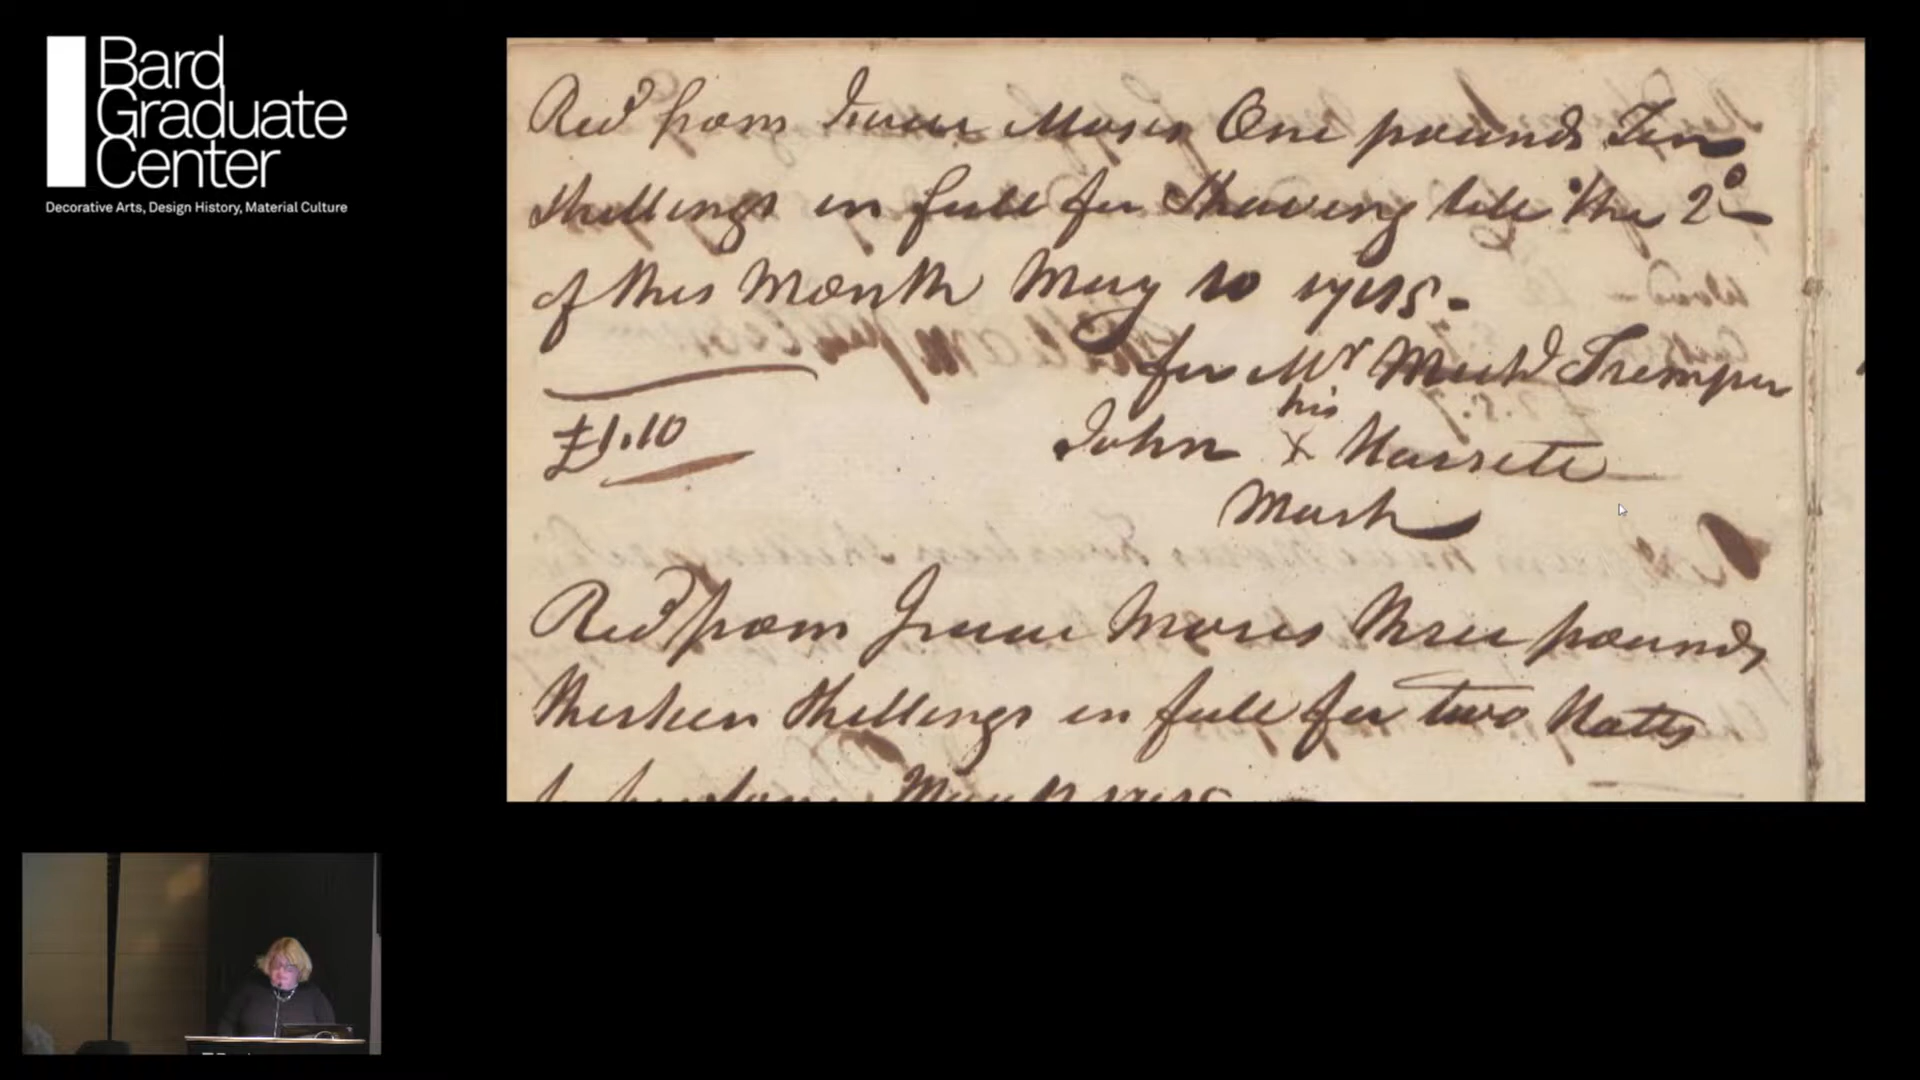 Bard
Graduate
Center
Decorative Arts, Design History, Material Culture
Recd from Isaac Moses One pounds Ten
Shillings in full for Shaving till the 2d
of this Month May 10 1785-
for Mr Michl Tremper
his
£1.10
John X Harrete
Mark
Recd from Isaac Moses three pounds
thirteen Shillings in full for two Hatts